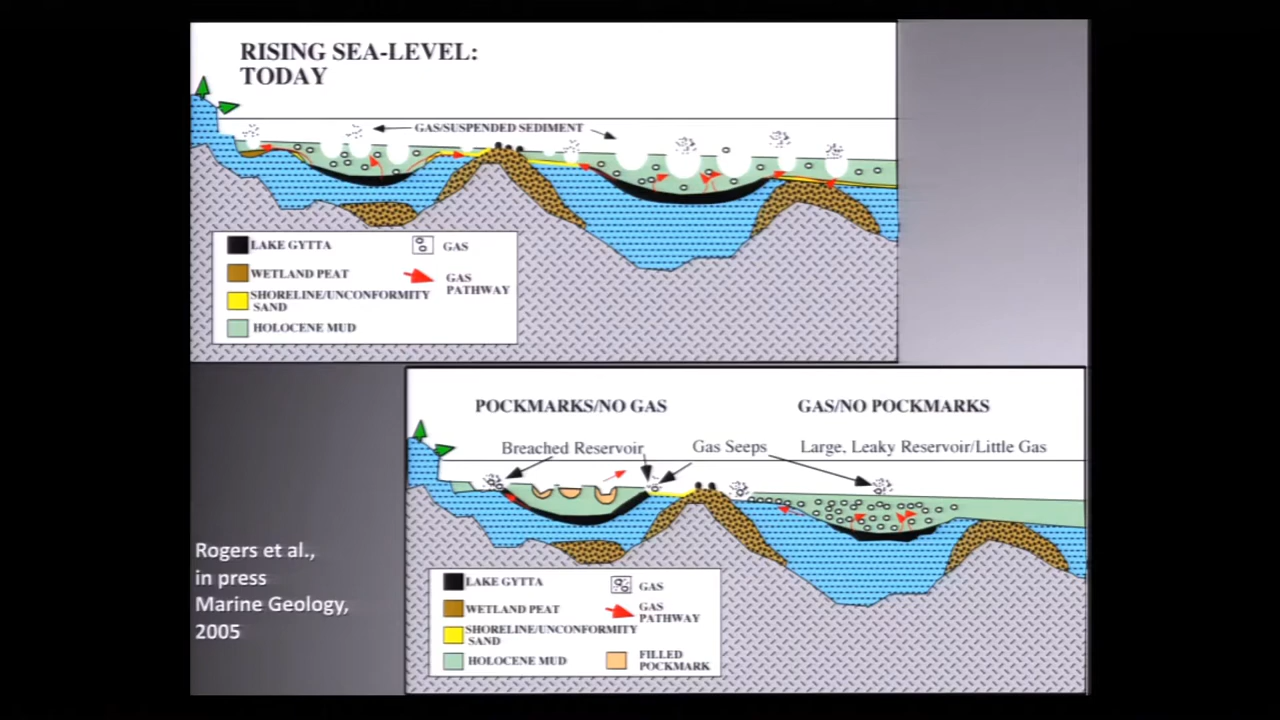 RISING SEA-LEVEL:
TODAY
GAS/SUSPENDED SEDIMENT
LAKE GYTTA
GAS
WETLAND PEAT
GAS
PATHWAY
SHORELINE/UNCONFORMITY
SAND
HOLOCENE MUD
POCKMARKS/NO GAS
GAS/NO POCKMARKS
Breached Reservoir
Gas Seeps
Large, Leaky Reservoir/Little Gas
Rogers et al.,
in press
Marine Geology,
2005
LAKE GYTTA
GAS
WETLAND PEAT
GAS
PATHWAY
SHORELINE/UNCONFORMITY
SAND
HOLOCENE MUD
FILLED
POCKMARK